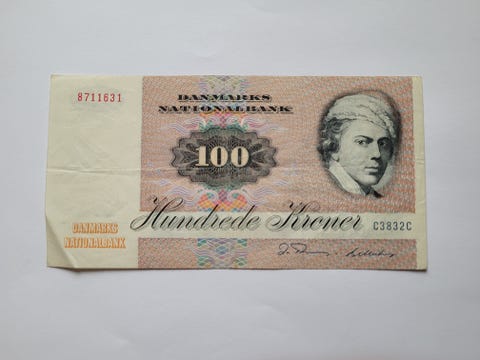 8711631
DANMARKS
NATIONALBANK
100
Hundrede Kroner
C3832C
DANMARKS
NATIONALBANK